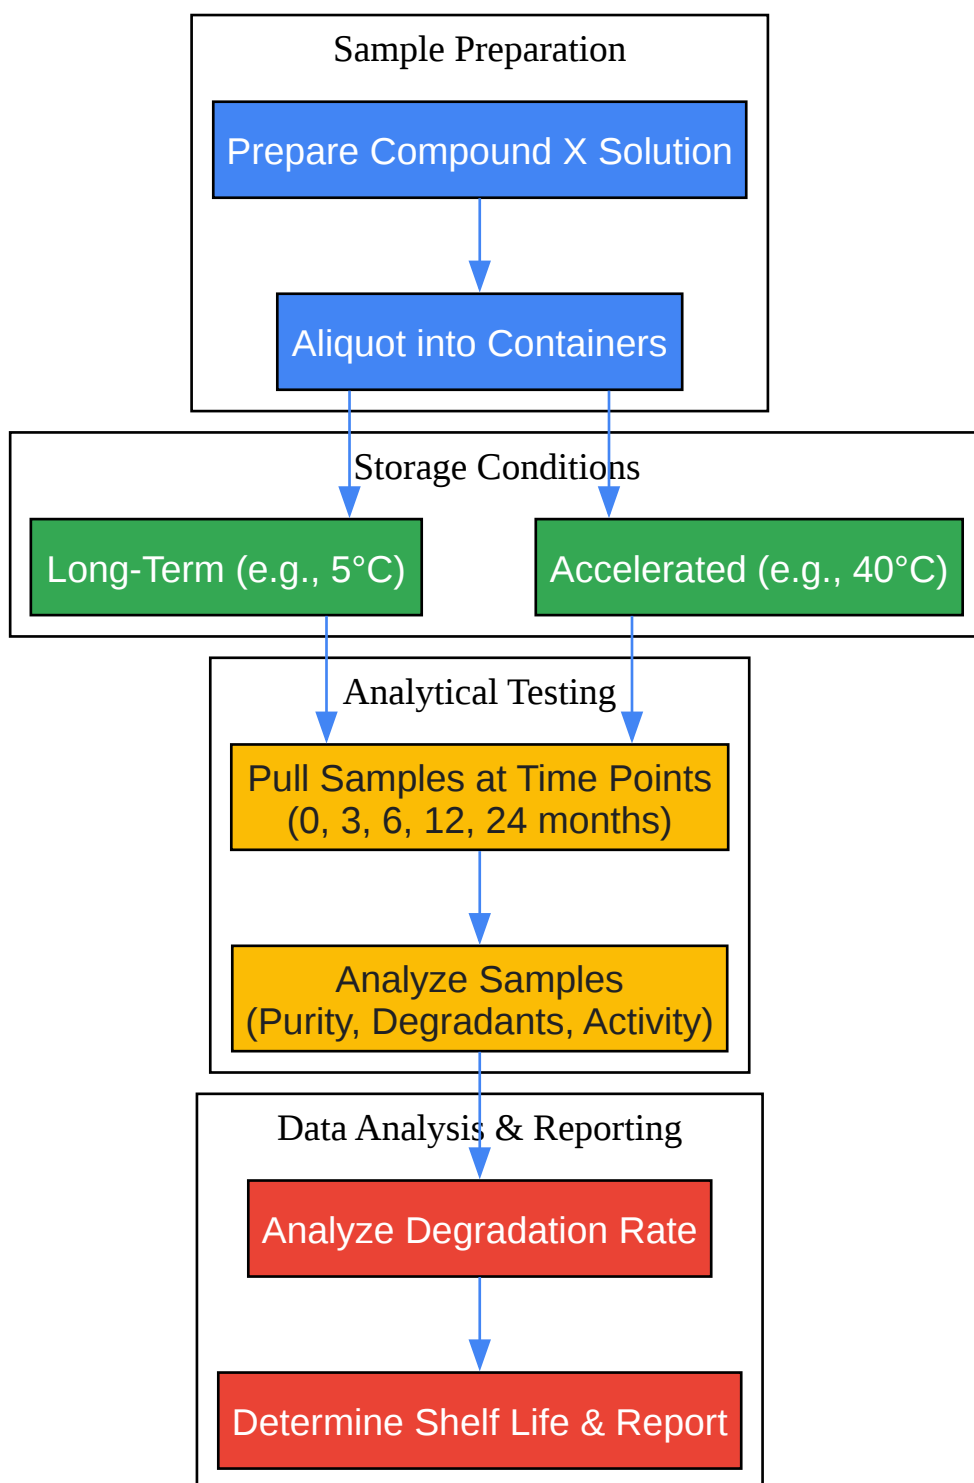 Sample Preparation
Prepare Compound X Solution
Aliquot into Containers
Storage Conditions
Long-Term (e.g., 5°C)
Accelerated (e.g., 40°C)
Analytical Testing
Pull Samples at Time Points
(0, 3, 6, 12, 24 months)
Analyze Samples
(Purity, Degradants, Activity)
Data Analysis & Reporting
Analyze Degradation Rate
Determine Shelf Life & Report